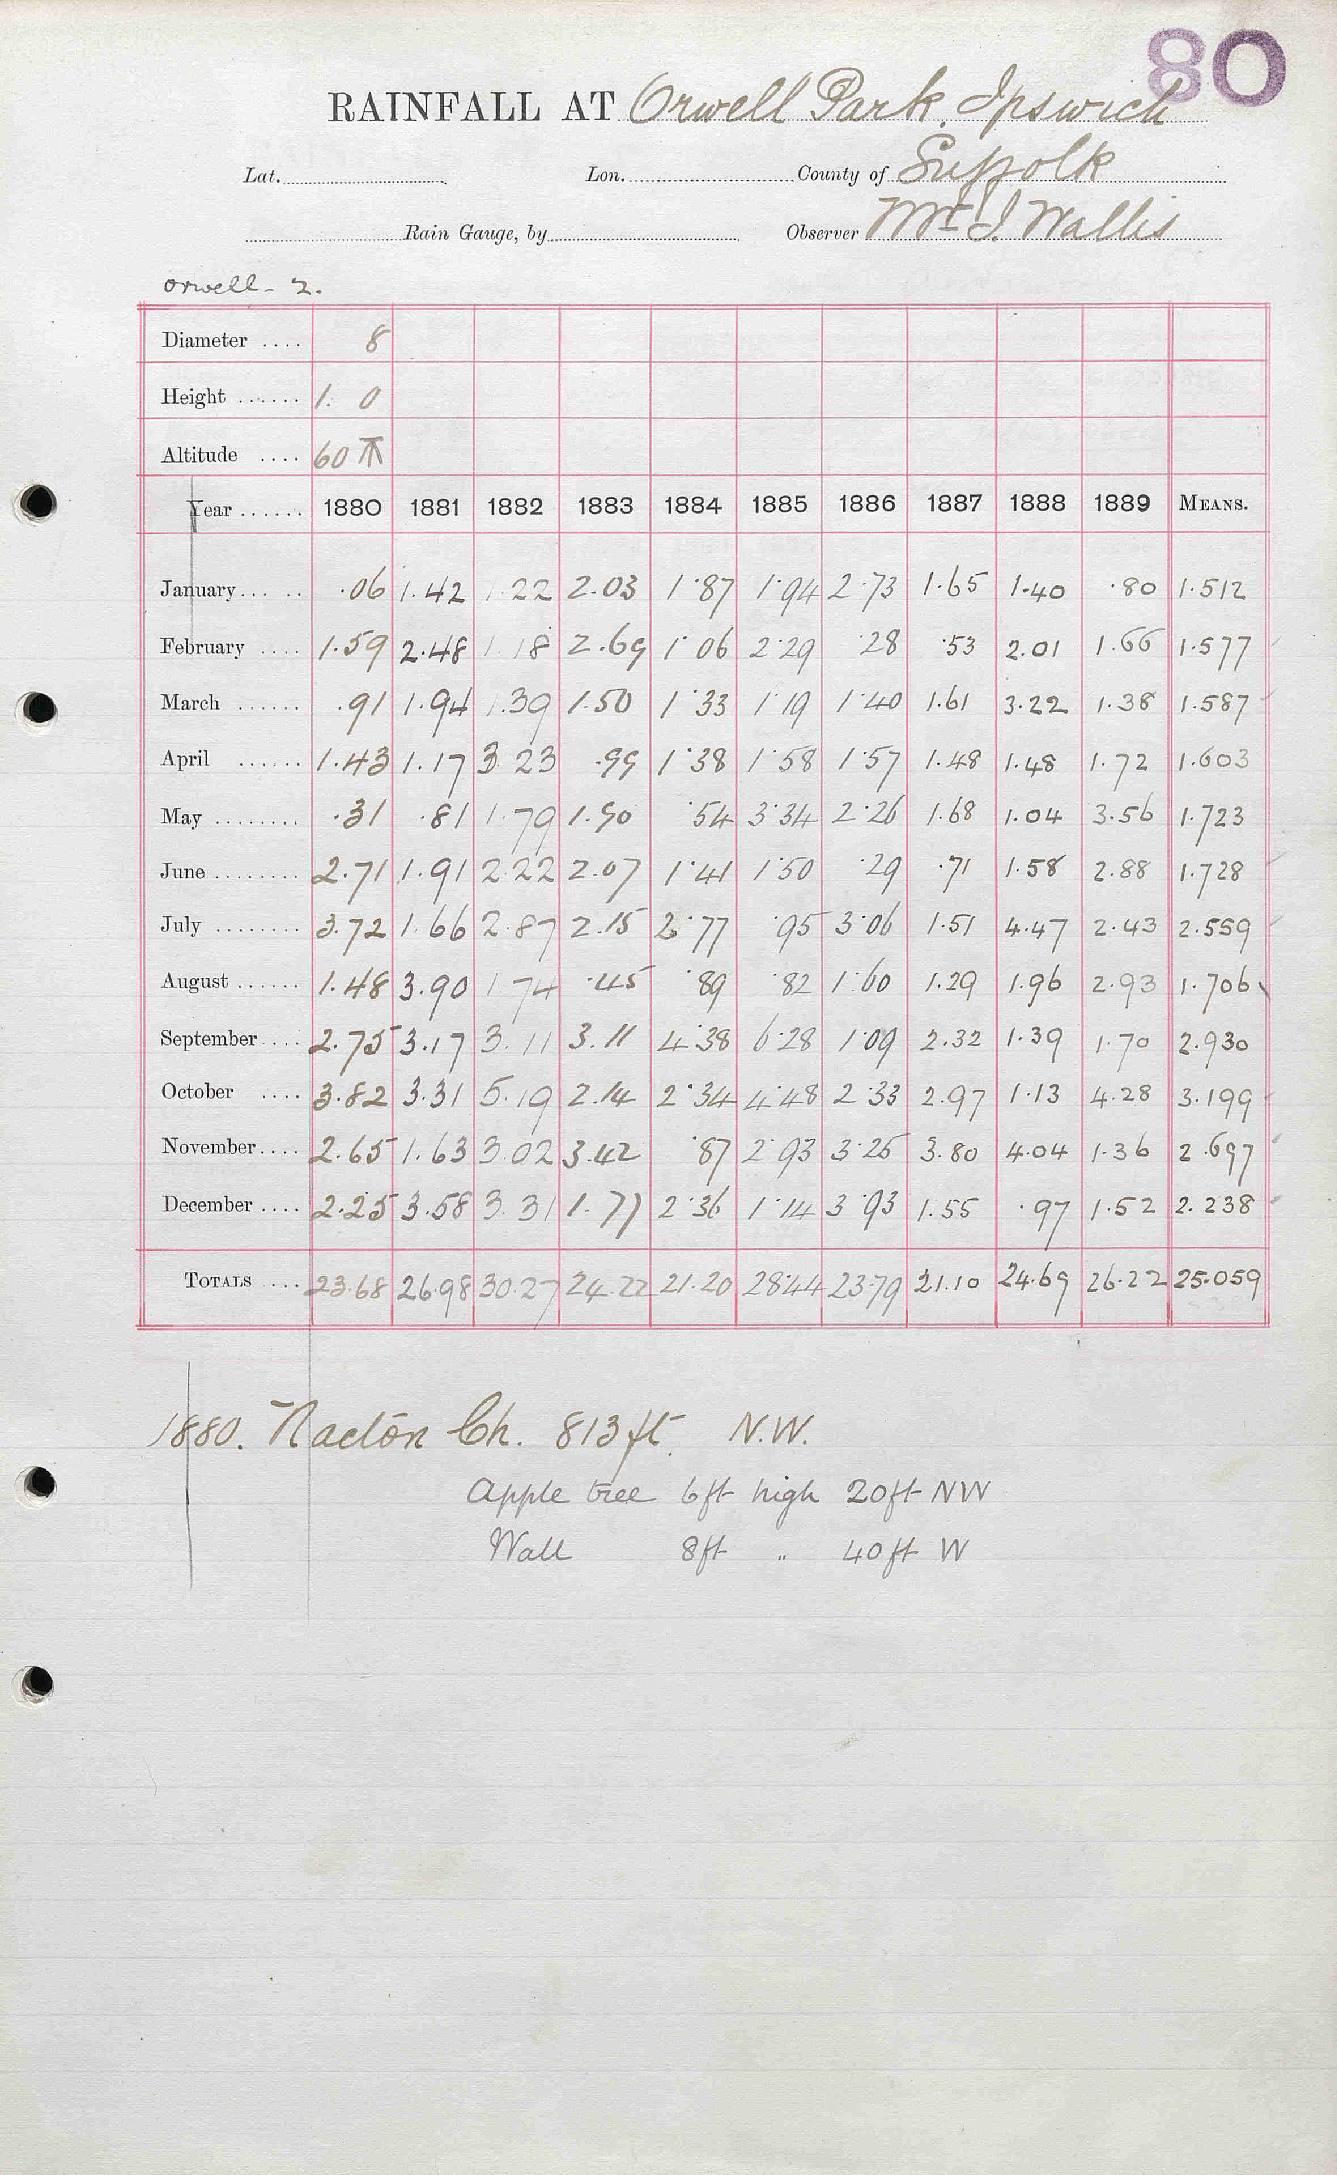 80
RAINFALL AT Orwell Park, Ipswich
Lat. Lon. County of Suffolk
Rain Gauge, by Observer Mr J. Wallis
Orwell - 2.
Diameter .... 8
Height ...... 1. 0
Altitude .... 60
Year ...... 1880 1881 1882 1883 1884 1885 1886 1887 1888 1889 MEANS.
January... .. .06 1.42 1.22 2.03 1.87 1.94 2.73 1.65 1.40 .80 1.512
February .... 1.59 2.48 1.18 2.69 1.06 2.29 .28 .53 2.01 1.66 1.577
March ...... .91 1.94 1.39 1.50 1.33 1.19 1.40 1.61 3.22 1.38 1.587
April ...... 1.43 1.17 3.23 .99 1.38 1.58 1.57 1.48 1.48 1.72 1.603
May ........ .31 .81 1.79 1.90 .54 3.34 2.26 1.68 1.04 3.56 1.723
June ........ 2.71 1.91 2.22 2.07 1.41 1.50 .29 .71 1.58 2.88 1.728
July ........ 3.72 1.66 2.87 2.15 2.77 .95 3.06 1.51 4.47 2.43 2.559
August ...... 1.48 3.90 1.74 .45 .89 .82 1.60 1.29 1.96 2.93 1.706
September .... 2.75 3.17 3.11 3.11 4.38 6.28 1.09 2.32 1.39 1.70 2.930
October .... 3.82 3.31 5.19 2.14 2.34 4.48 2.33 2.97 1.13 4.28 3.199
November .... 2.65 1.63 3.02 3.42 .87 2.93 3.25 3.80 4.04 1.36 2.697
December .... 2.25 3.58 3.31 1.77 2.36 1.14 3.93 1.55 .97 1.52 2.238
TOTALS .... 23.68 26.98 30.27 24.22 21.20 28.44 23.79 21.10 24.69 26.22 25.059
1880. Nacton Ch. 813 ft. N.W.
Apple tree 6ft high 20ft NW
Wall 8ft " 40ft W